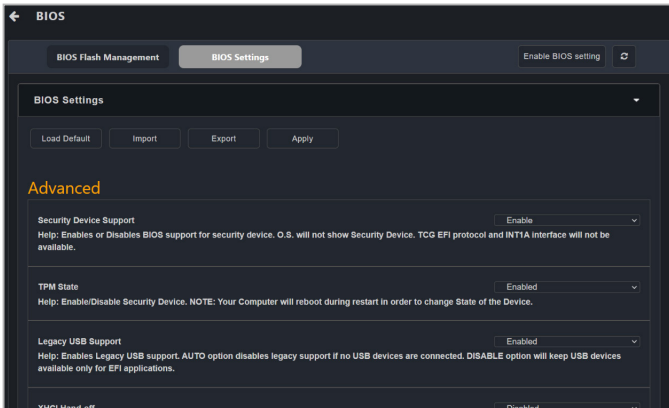 BIOS
BIOS Flash Management
BIOS Settings
Enable BIOS setting
BIOS Settings
Load Default
Import
Export
Apply
Advanced
Security Device Support
Enable
Help: Enables or Disables BIOS support for security device. O.S. will not show Security Device. TCG EFI protocol and INT1A interface will not be
available.
TPM State
Enabled
Help: Enable/Disable Security Device. NOTE: Your Computer will reboot during restart in order to change State of the Device.
Legacy USB Support
Enabled
Help: Enables Legacy USB support. AUTO option disables legacy support if no USB devices are connected. DISABLE option will keep USB devices
available only for EFI applications.
XHCI Hand-off
Disabled